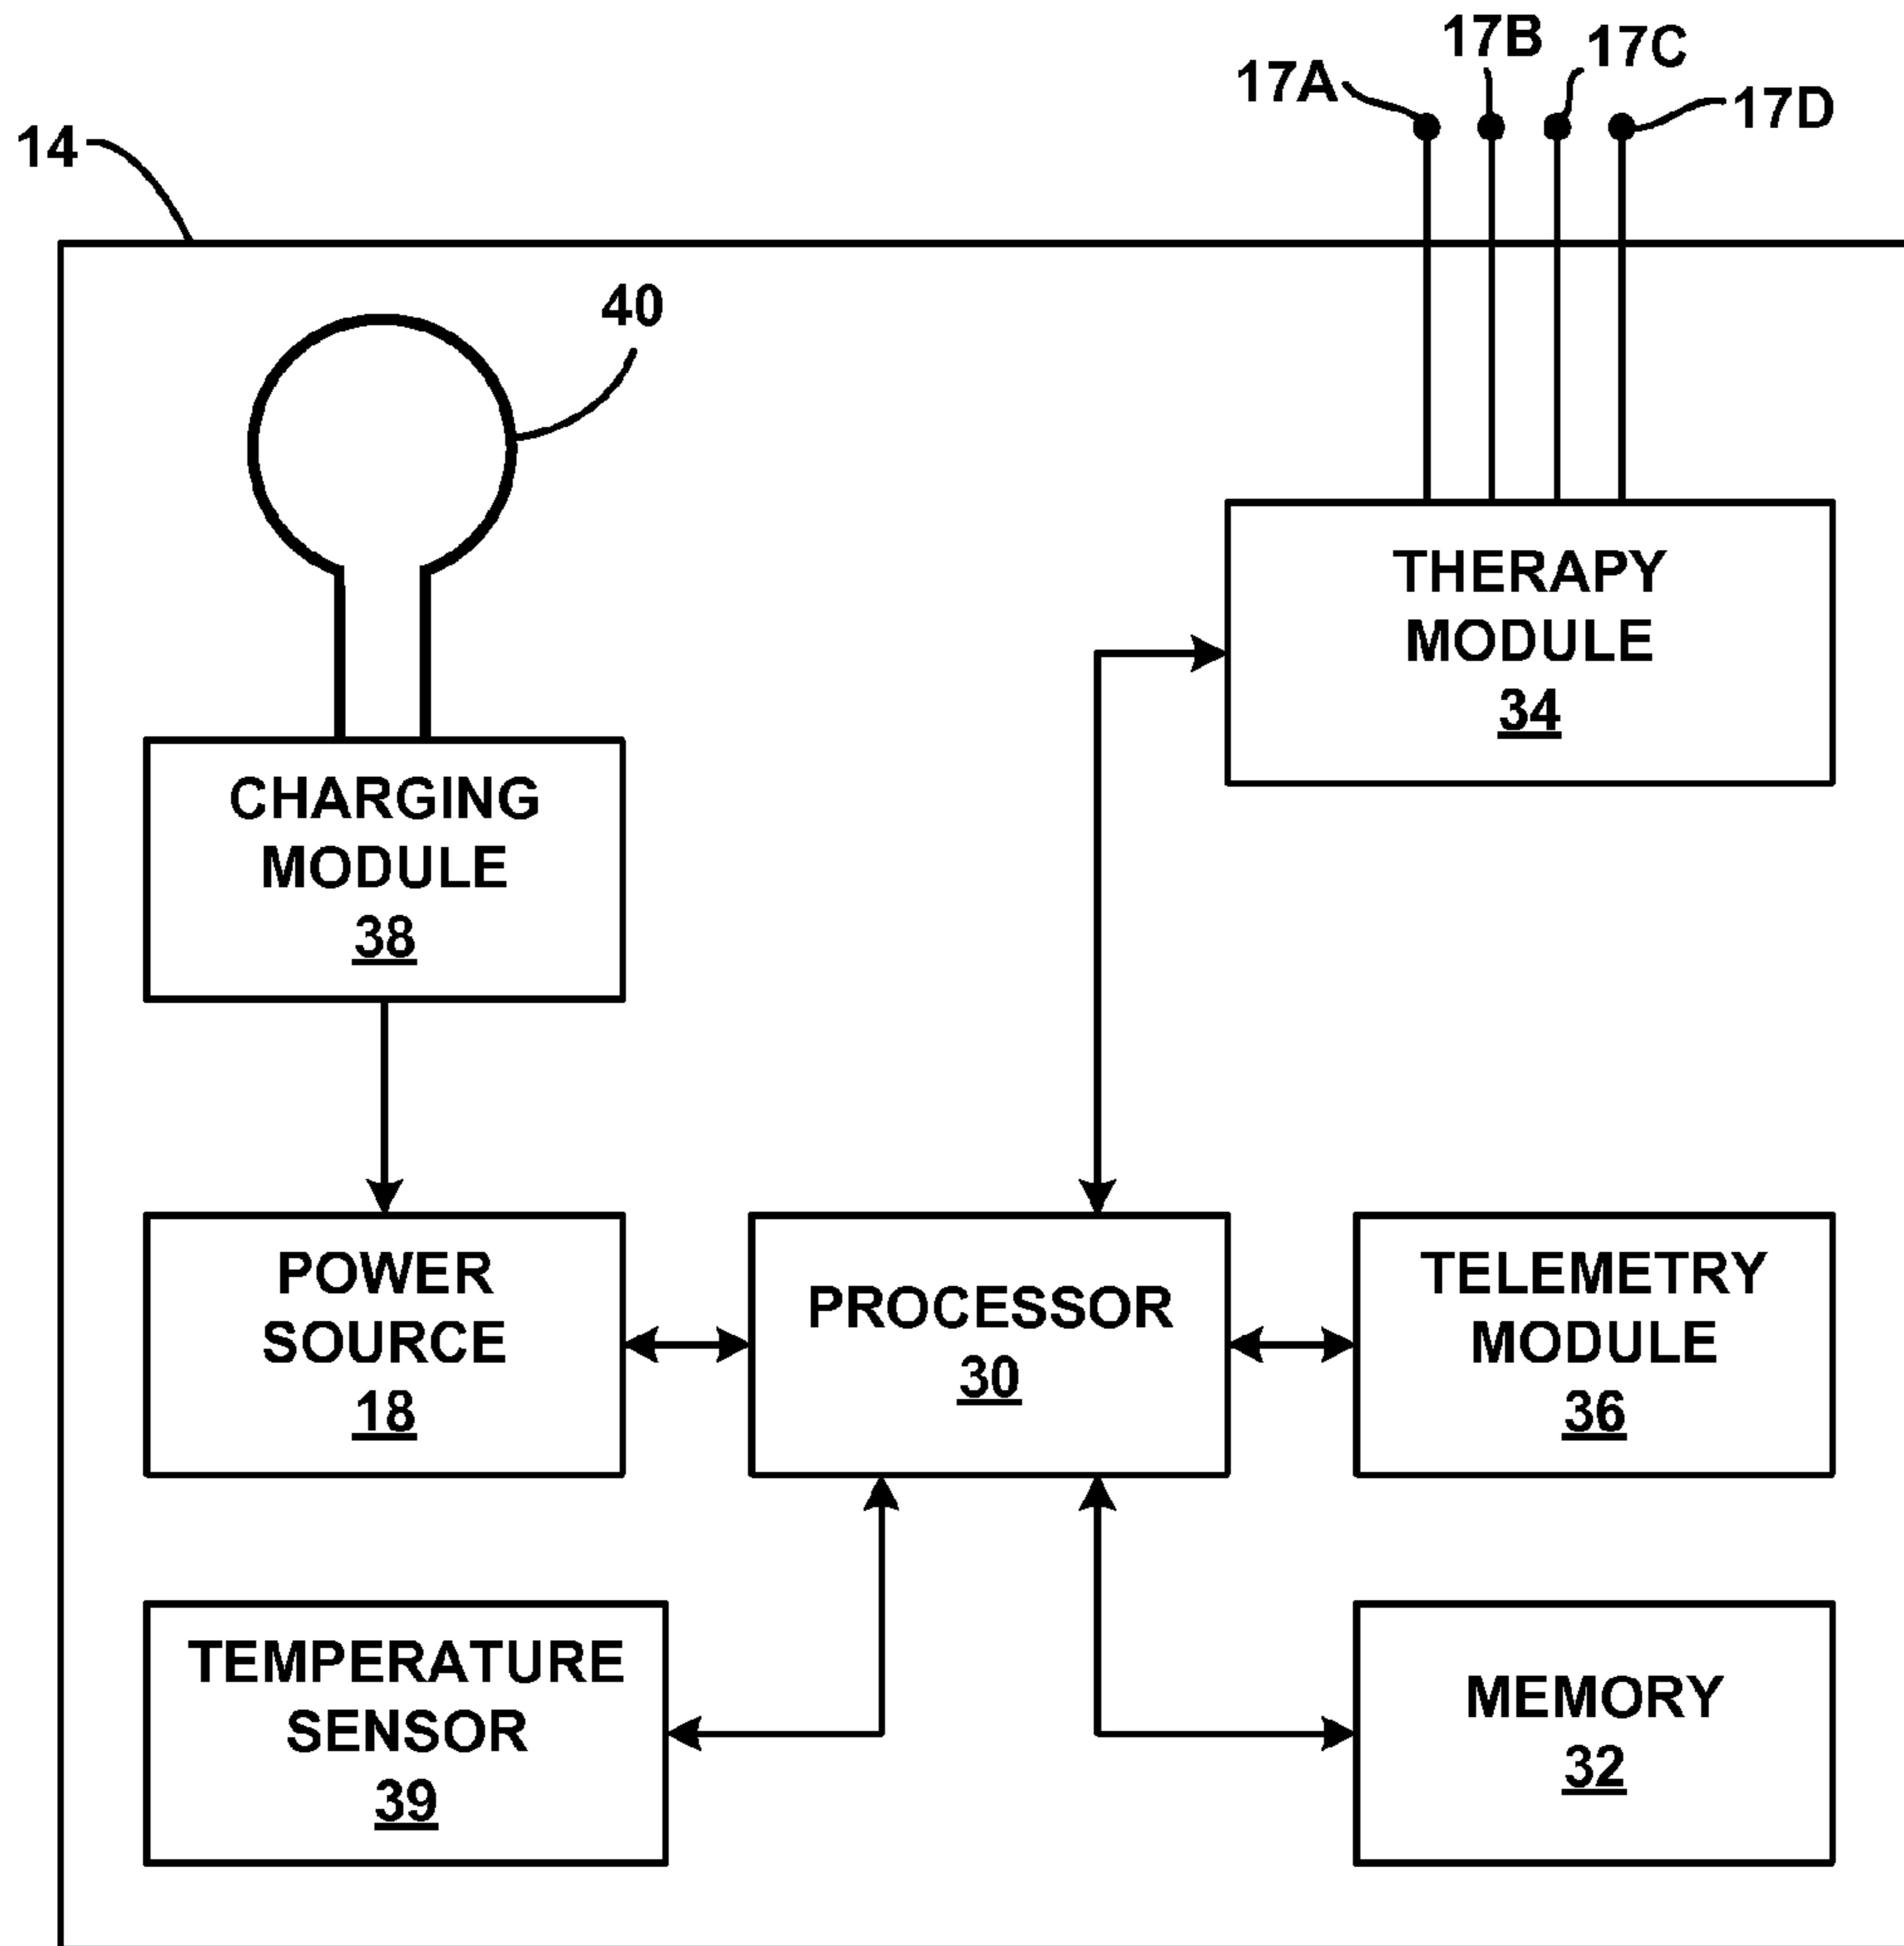 17A
17B
17C
17D
14
40
THERAPY
MODULE
34
CHARGING
MODULE
38
POWER
SOURCE
18
PROCESSOR
30
TELEMETRY
MODULE
36
TEMPERATURE
SENSOR
39
MEMORY
32